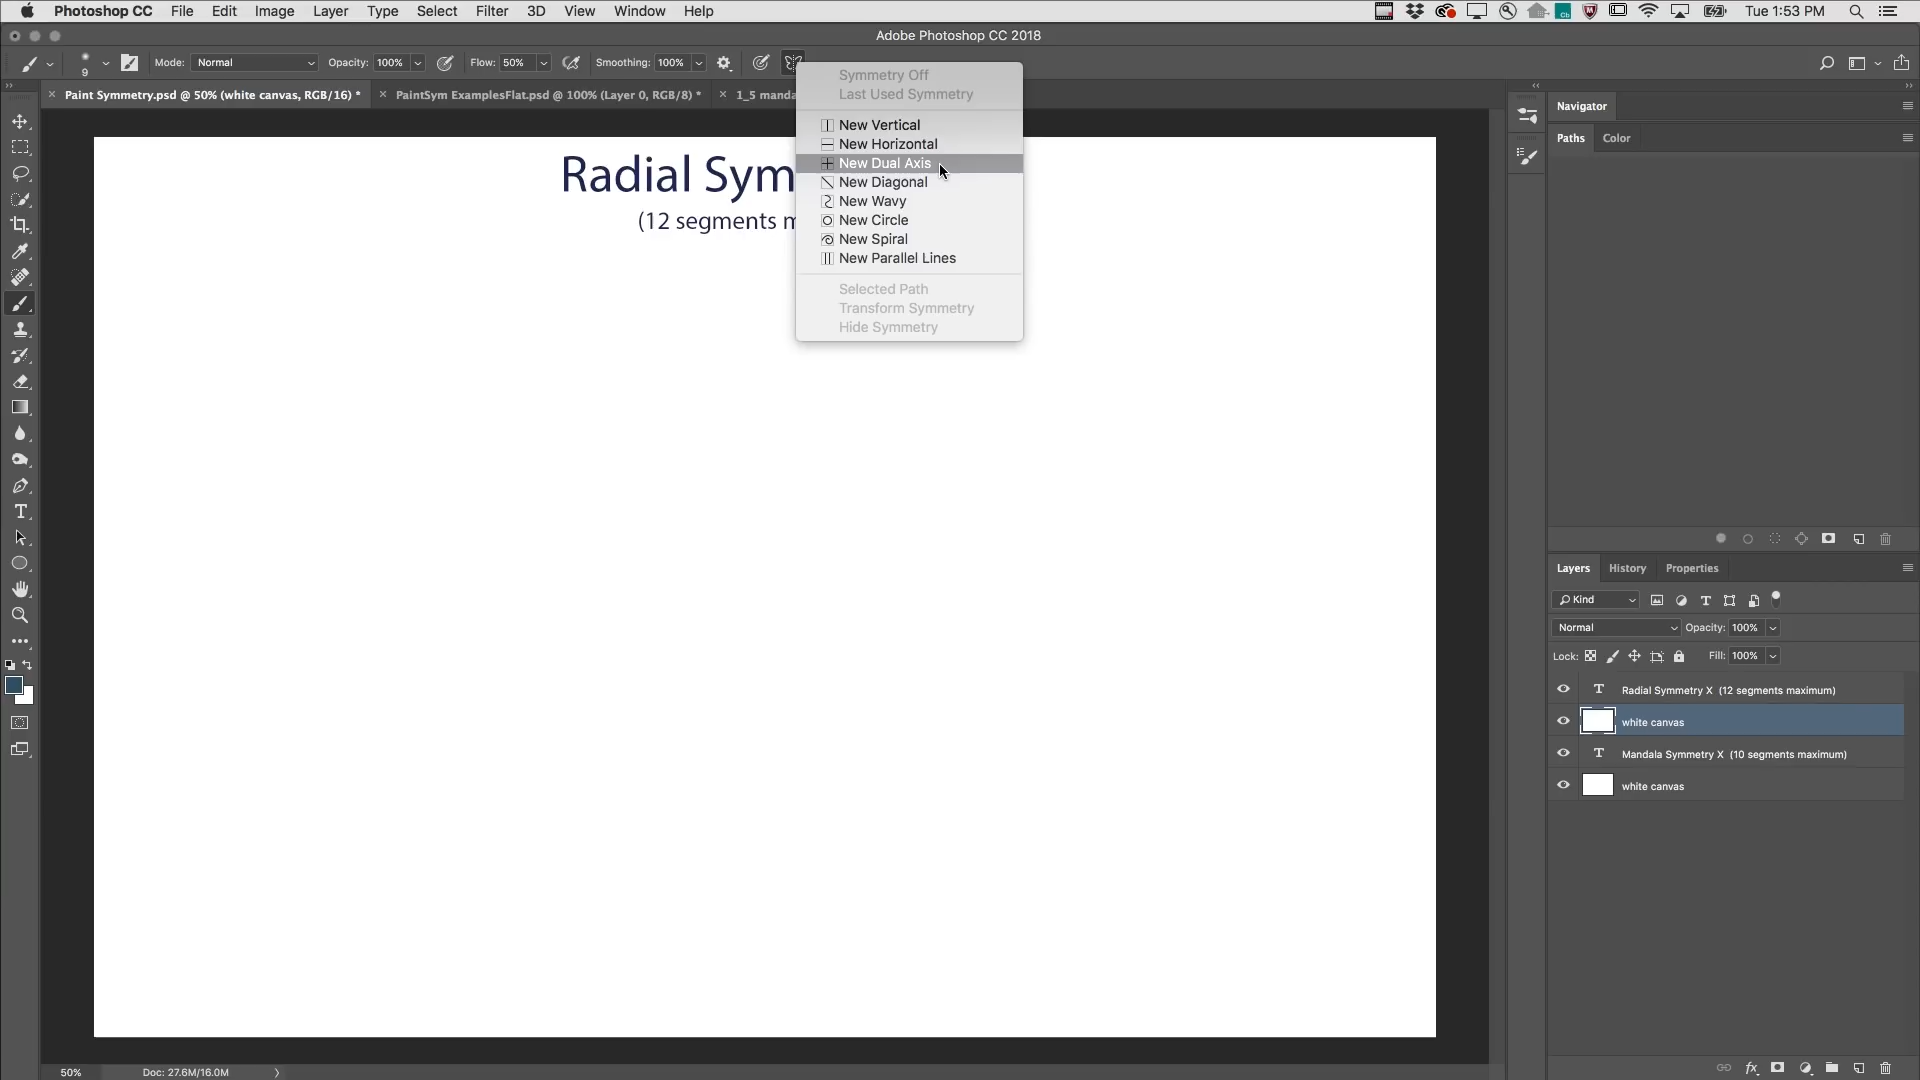 Photoshop CC File Edit Image Layer Type Select Filter 3D View Window Help Tue 1:53 PM
Adobe Photoshop CC 2018
9 Mode: Normal Opacity: 100% Flow: 50% Smoothing: 100%
Paint Symmetry.psd @ 50% (white canvas, RGB/16) * PaintSym ExamplesFlat.psd @ 100% (Layer 0, RGB/8) * 1_5 manda
Symmetry Off
Last Used Symmetry
New Vertical
New Horizontal
New Dual Axis
New Diagonal
New Wavy
New Circle
New Spiral
New Parallel Lines
Selected Path
Transform Symmetry
Hide Symmetry
Radial Sym
(12 segments m
Navigator
Paths Color
Layers History Properties
Kind
Normal Opacity: 100%
Lock: Fill: 100%
Radial Symmetry X (12 segments maximum)
white canvas
Mandala Symmetry X (10 segments maximum)
white canvas
50% Doc: 27.6M/16.0M